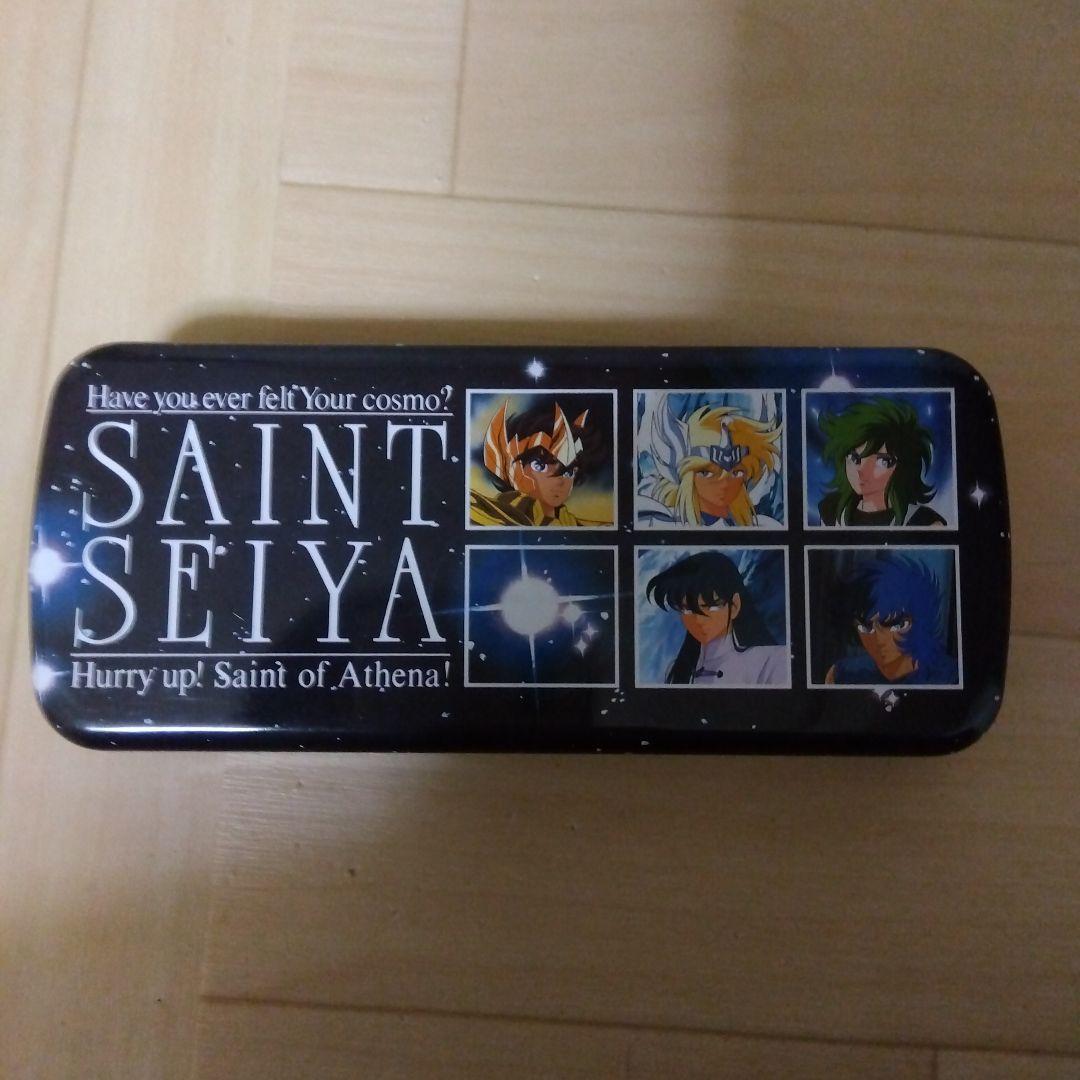 Have you ever felt Your cosmo?
SAINT
SEIYA
Hurry up! Saint of Athena!